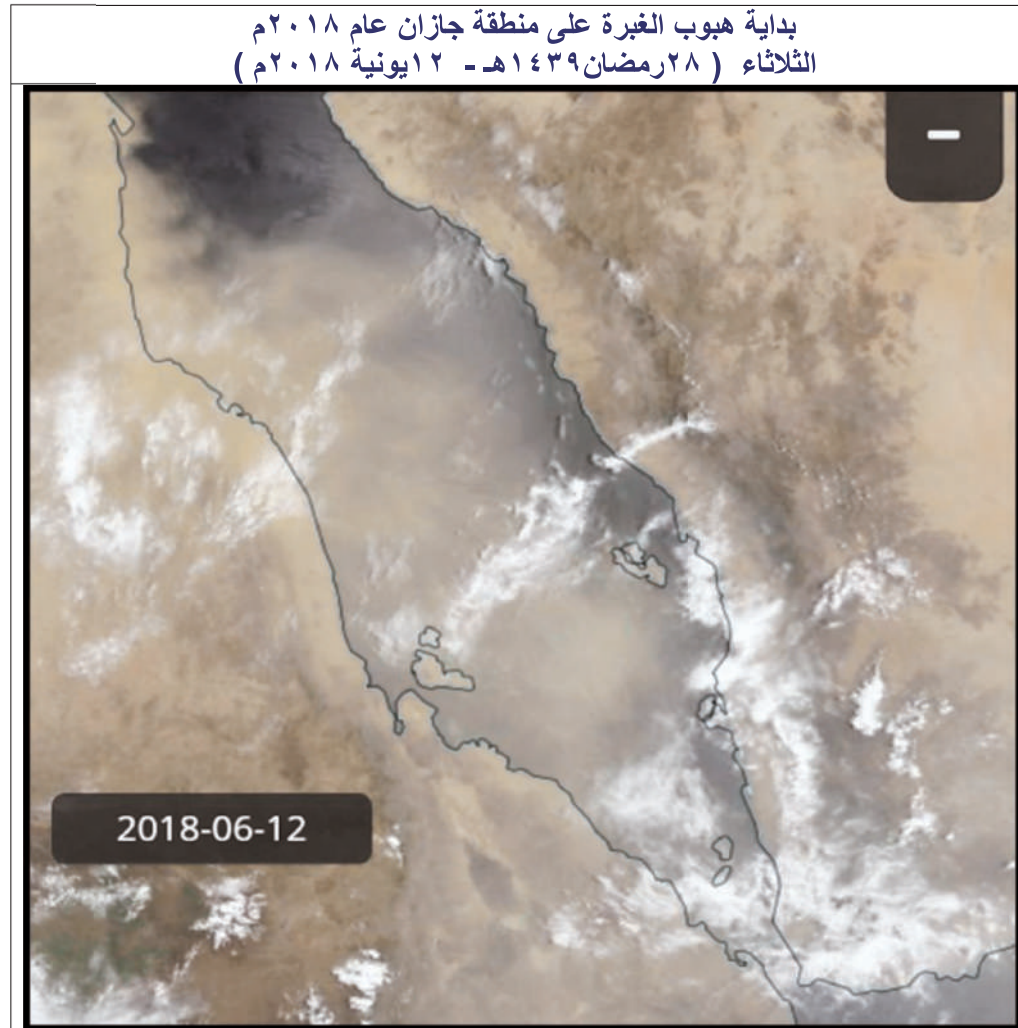 بداية هبوب الغبرة على منطقة جازان عام ٢٠١٨م
الثلاثاء ( ٢٨رمضان١٤٣٩هـ - ١٢يونية ٢٠١٨م )
2018-06-12